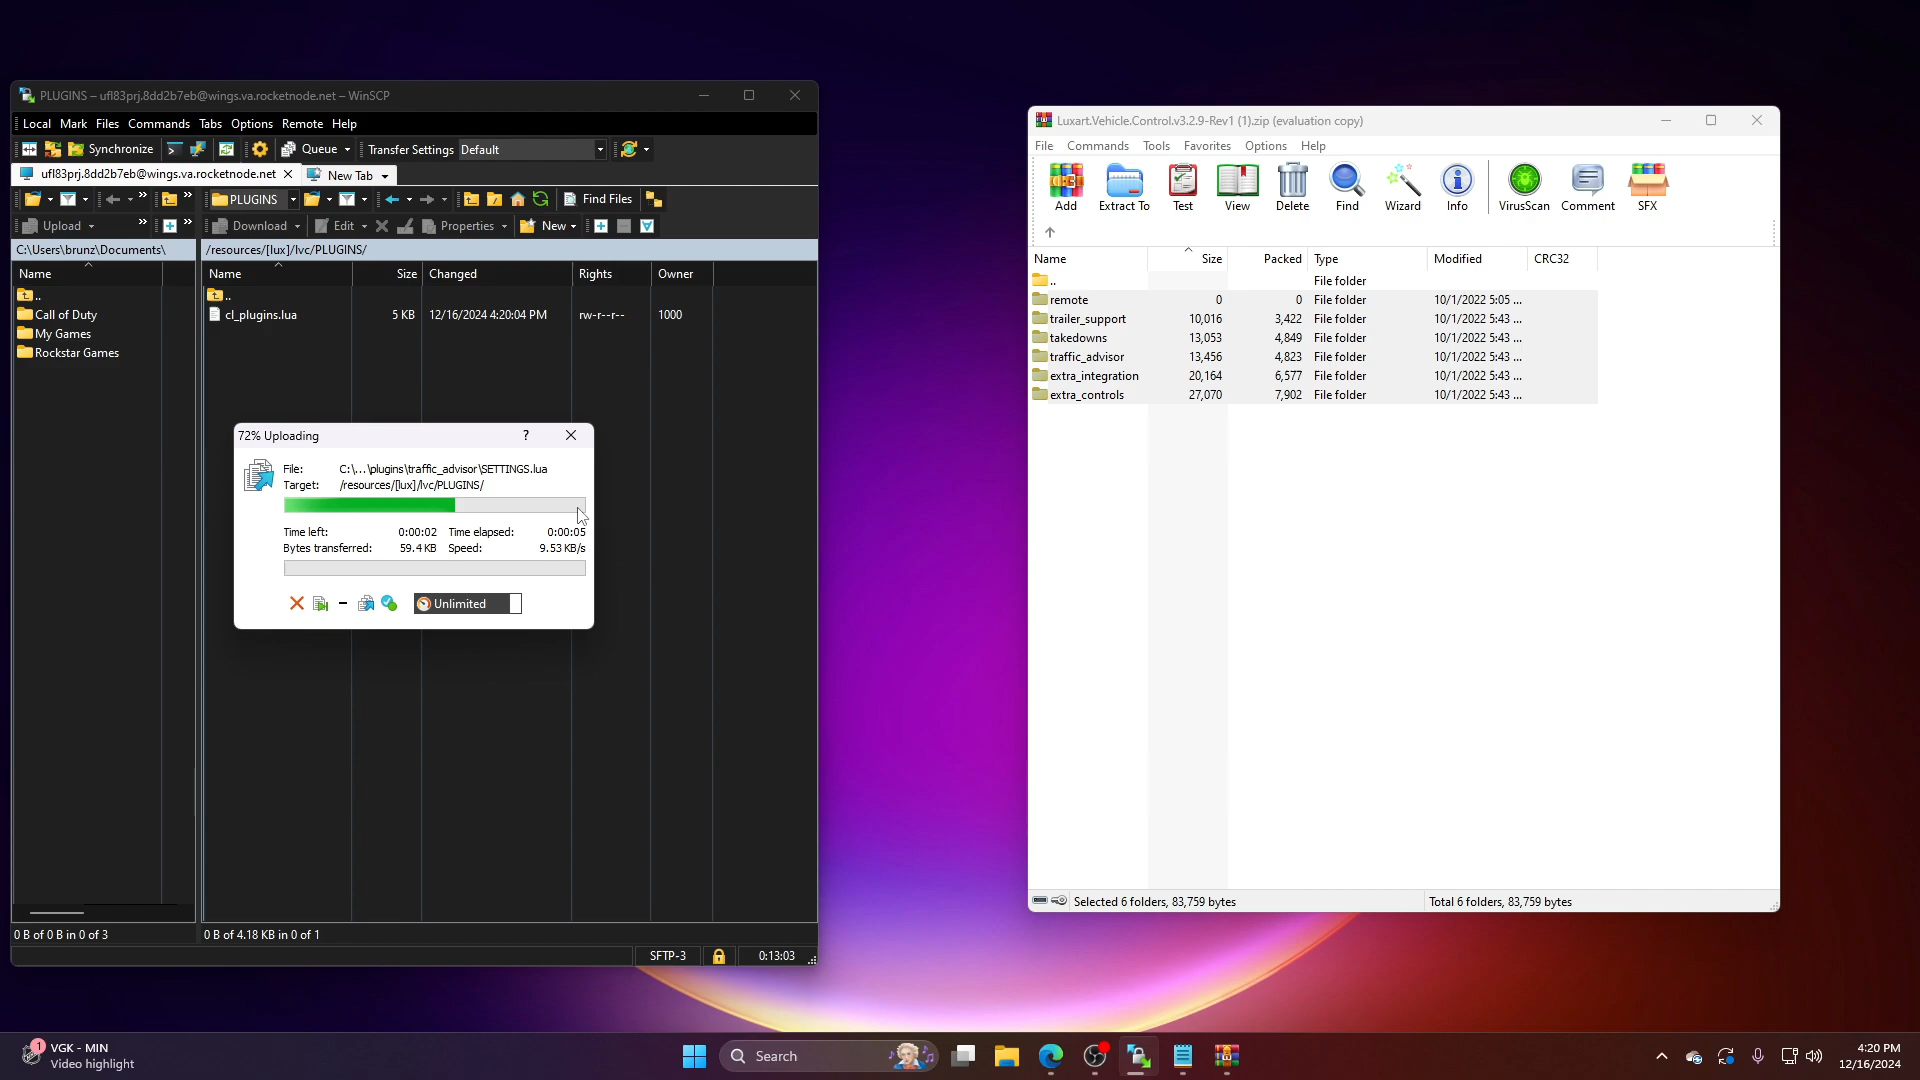 PLUGINS – ufl83prj.8dd2b7eb@wings.va.rocketnode.net – WinSCP
Local Mark Files Commands Tabs Options Remote Help
Synchronize Queue Transfer Settings Default
ufl83prj.8dd2b7eb@wings.va.rocketnode.net New Tab
PLUGINS Find Files
Upload Download Edit Properties New
C:\Users\brunz\Documents\ /resources/[lux]/lvc/PLUGINS/
Name Name Size Changed Rights Owner
.. ..
Call of Duty cl_plugins.lua 5 KB 12/16/2024 4:20:04 PM rw-r--r-- 1000
My Games
Rockstar Games
72% Uploading ?
File: C:\...\plugins\traffic_advisor\SETTINGS.lua
Target: /resources/[lux]/lvc/PLUGINS/
Time left: 0:00:02 Time elapsed: 0:00:05
Bytes transferred: 59.4 KB Speed: 9.53 KB/s
Unlimited
0 B of 0 B in 0 of 3 0 B of 4.18 KB in 0 of 1
SFTP-3 0:13:03
Luxart.Vehicle.Control.v3.2.9-Rev1 (1).zip (evaluation copy)
File Commands Tools Favorites Options Help
Add Extract To Test View Delete Find Wizard Info VirusScan Comment SFX
Name Size Packed Type Modified CRC32
.. File folder
remote 0 0 File folder 10/1/2022 5:05 ...
trailer_support 10,016 3,422 File folder 10/1/2022 5:43 ...
takedowns 13,053 4,849 File folder 10/1/2022 5:43 ...
traffic_advisor 13,456 4,823 File folder 10/1/2022 5:43 ...
extra_integration 20,164 6,577 File folder 10/1/2022 5:43 ...
extra_controls 27,070 7,902 File folder 10/1/2022 5:43 ...
Selected 6 folders, 83,759 bytes Total 6 folders, 83,759 bytes
1
VGK - MIN
Video highlight
Search
4:20 PM
12/16/2024